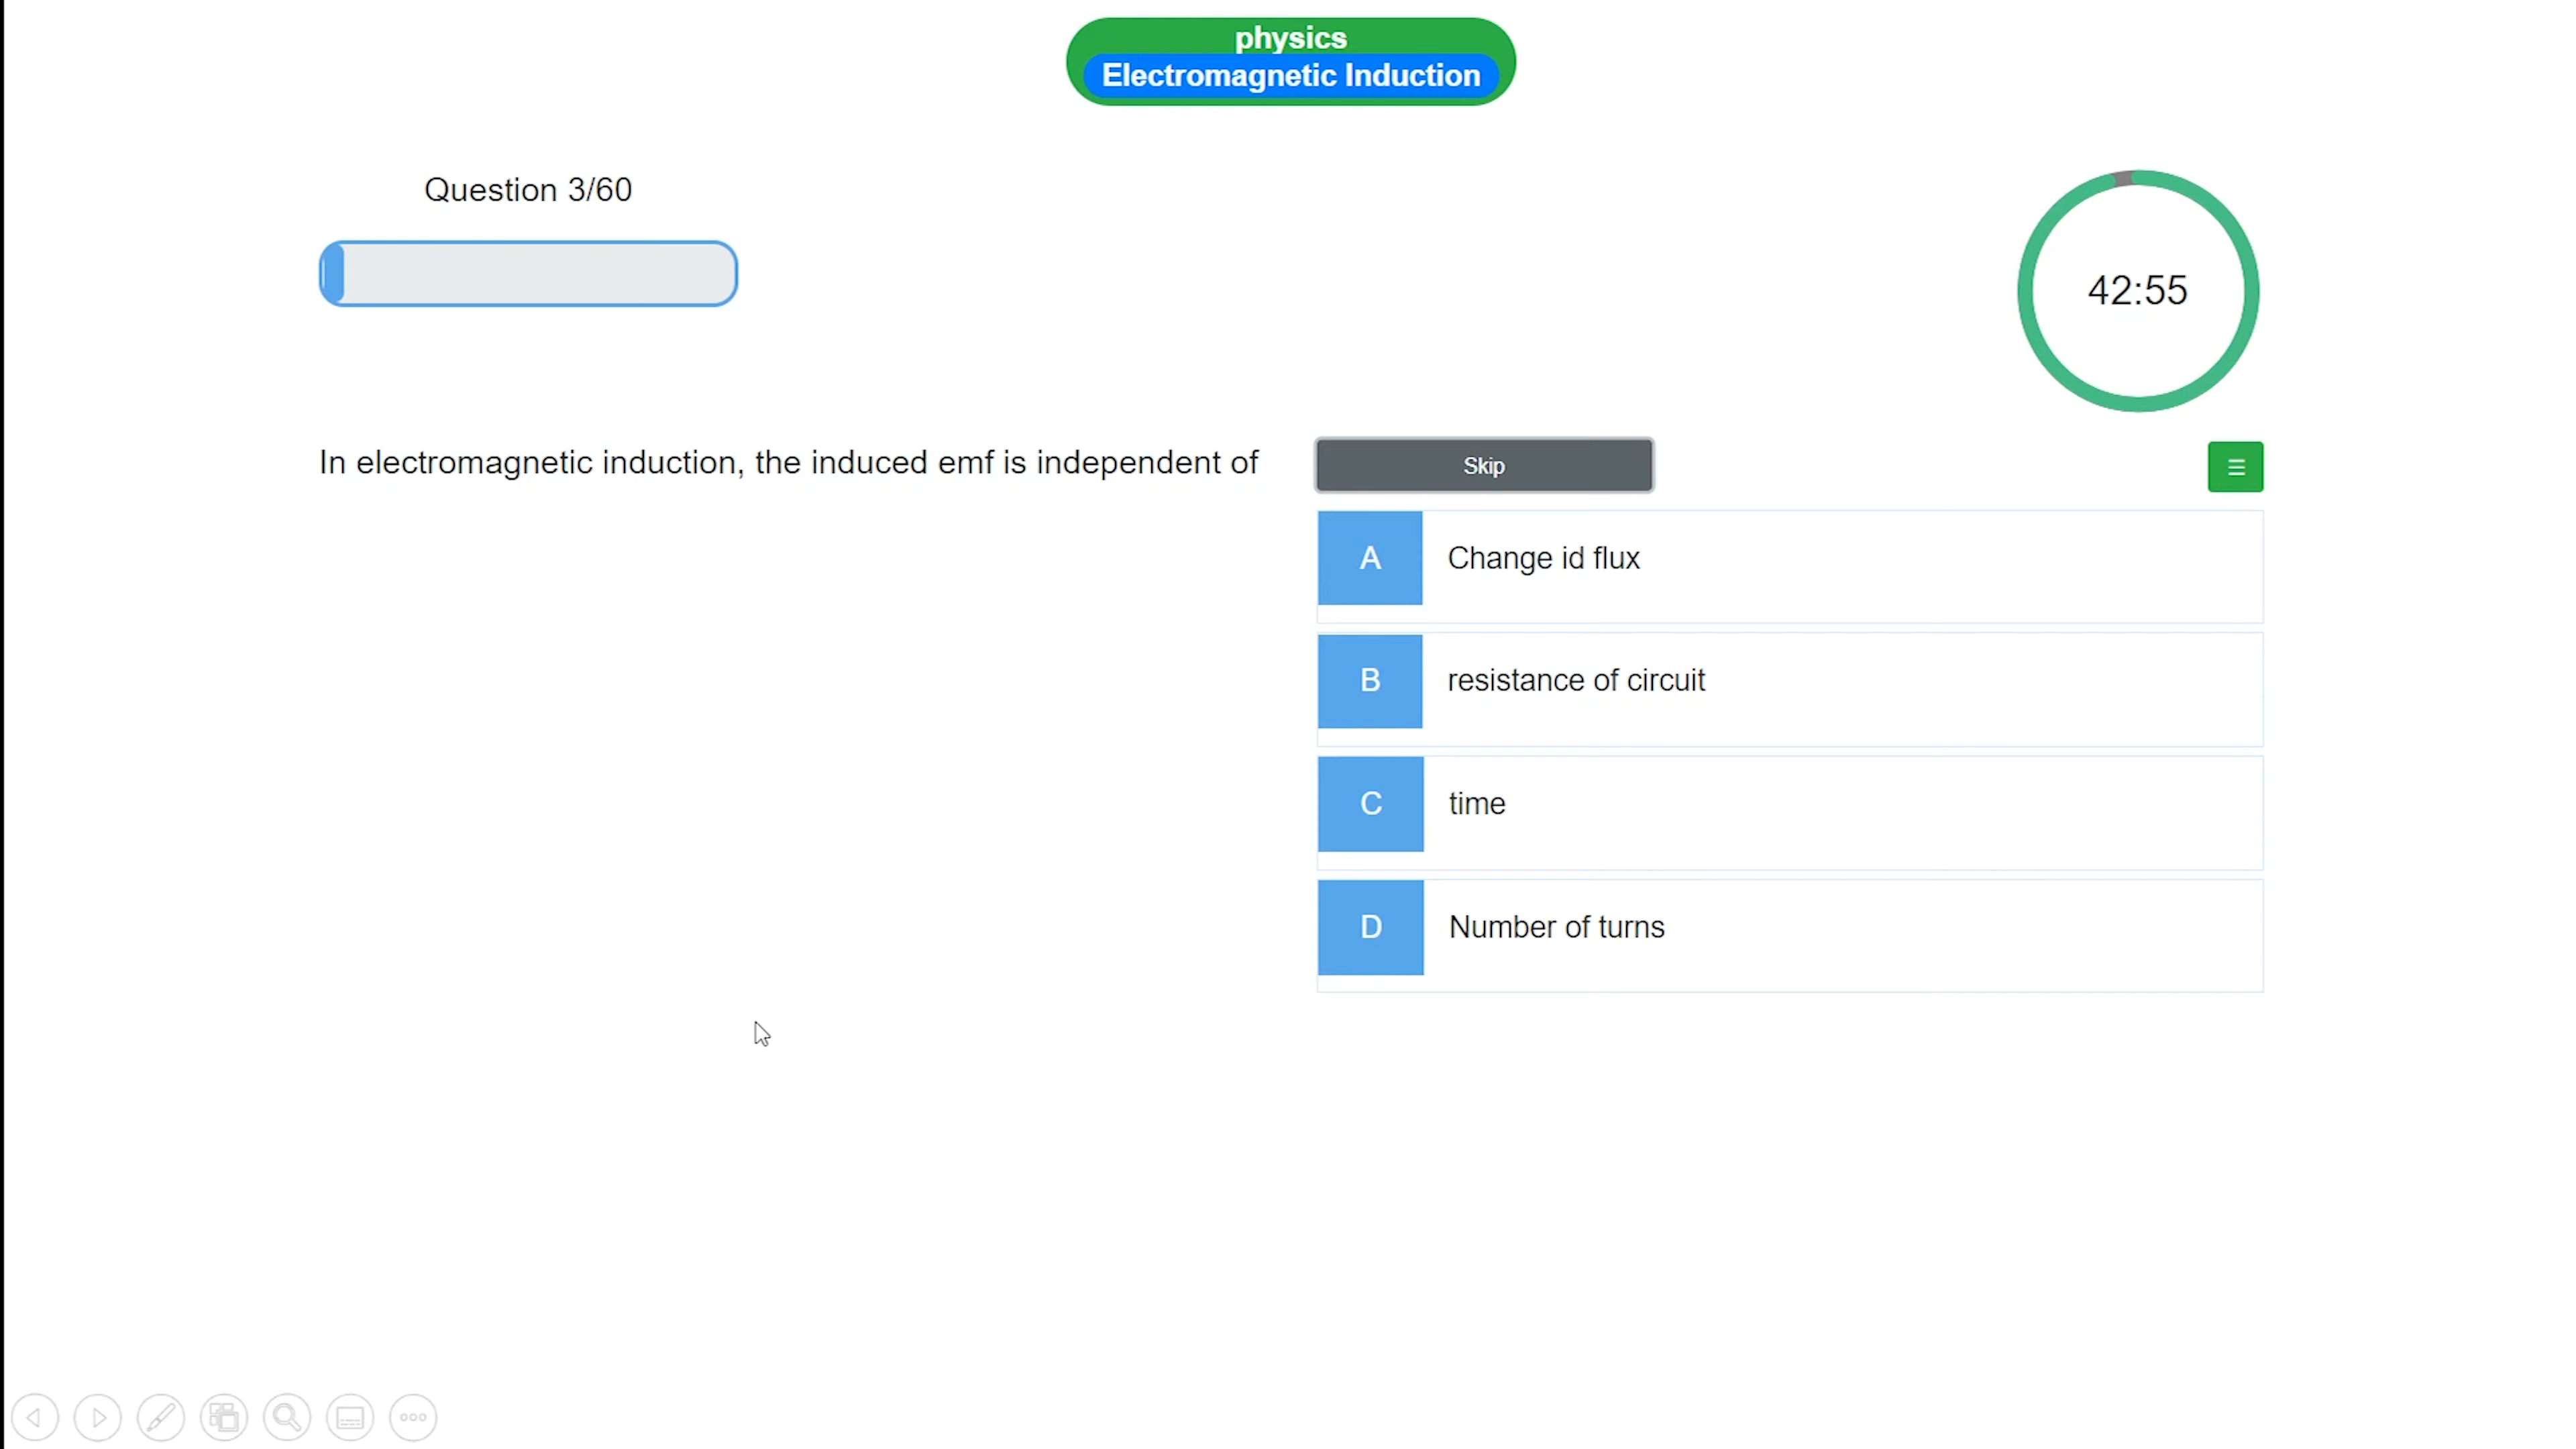 physics
Electromagnetic Induction
Question 3/60
42:55
In electromagnetic induction, the induced emf is independent of
Skip
A
Change id flux
B
resistance of circuit
C
time
D
Number of turns